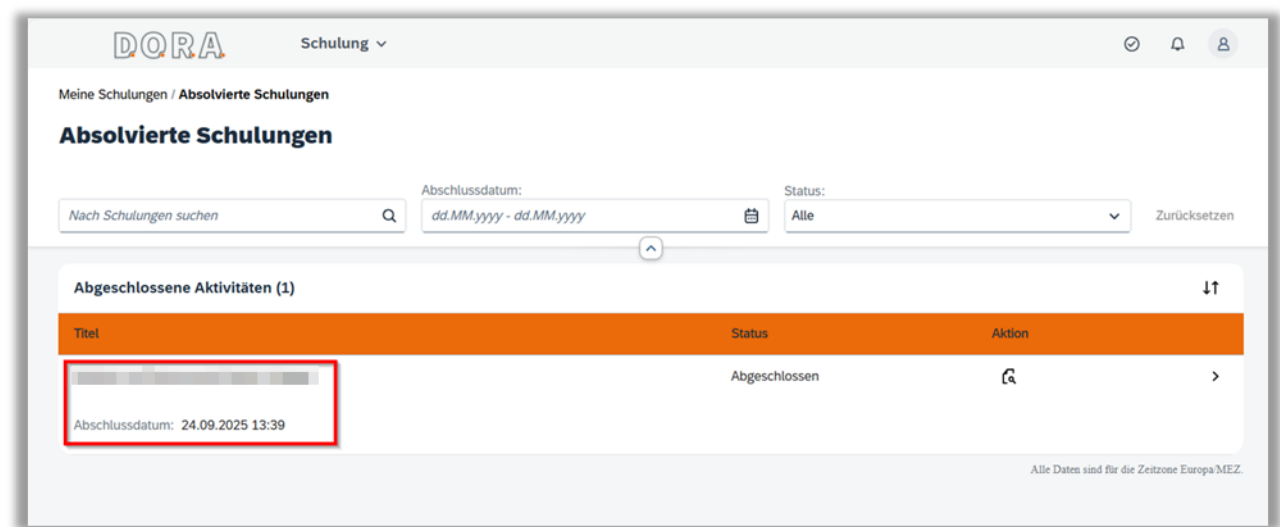 D.O.R.A. Schulung
Meine Schulungen / Absolvierte Schulungen
Absolvierte Schulungen
Abschlussdatum: Status:
Nach Schulungen suchen dd.MM.yyyy - dd.MM.yyyy Alle Zurücksetzen
Abgeschlossene Aktivitäten (1)
Titel Status Aktion
Abgeschlossen
Abschlussdatum: 24.09.2025 13:39
Alle Daten sind für die Zeitzone Europa/MEZ.